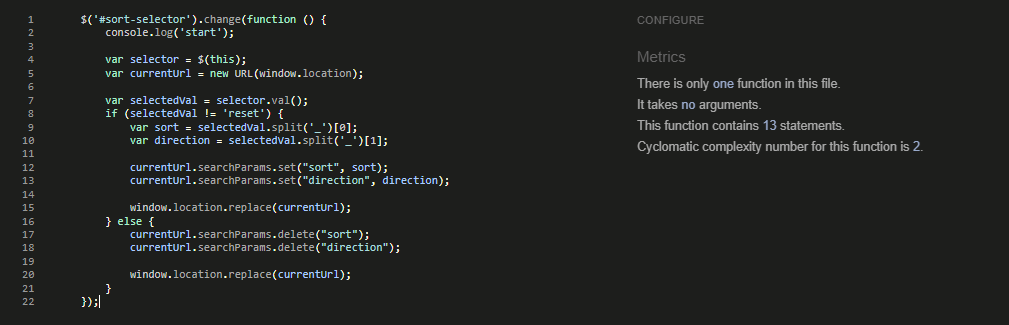 1 $('#sort-selector').change(function () {
2 console.log('start');
3
4 var selector = $(this);
5 var currentUrl = new URL(window.location);
6
7 var selectedVal = selector.val();
8 if (selectedVal != 'reset') {
9 var sort = selectedVal.split('_')[0];
10 var direction = selectedVal.split('_')[1];
11
12 currentUrl.searchParams.set("sort", sort);
13 currentUrl.searchParams.set("direction", direction);
14
15 window.location.replace(currentUrl);
16 } else {
17 currentUrl.searchParams.delete("sort");
18 currentUrl.searchParams.delete("direction");
19
20 window.location.replace(currentUrl);
21 }
22 });
CONFIGURE
Metrics
There is only one function in this file.
It takes no arguments.
This function contains 13 statements.
Cyclomatic complexity number for this function is 2.